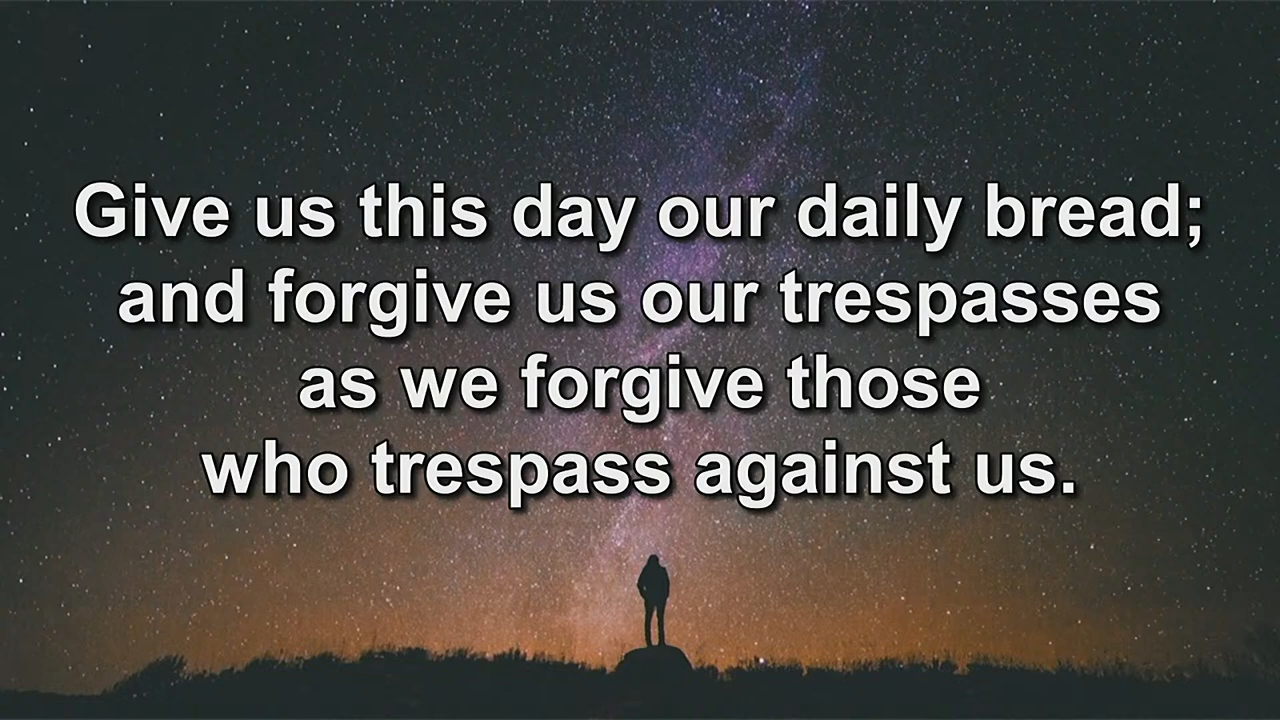 Give us this day our daily bread;
and forgive us our trespasses
as we forgive those
who trespass against us.